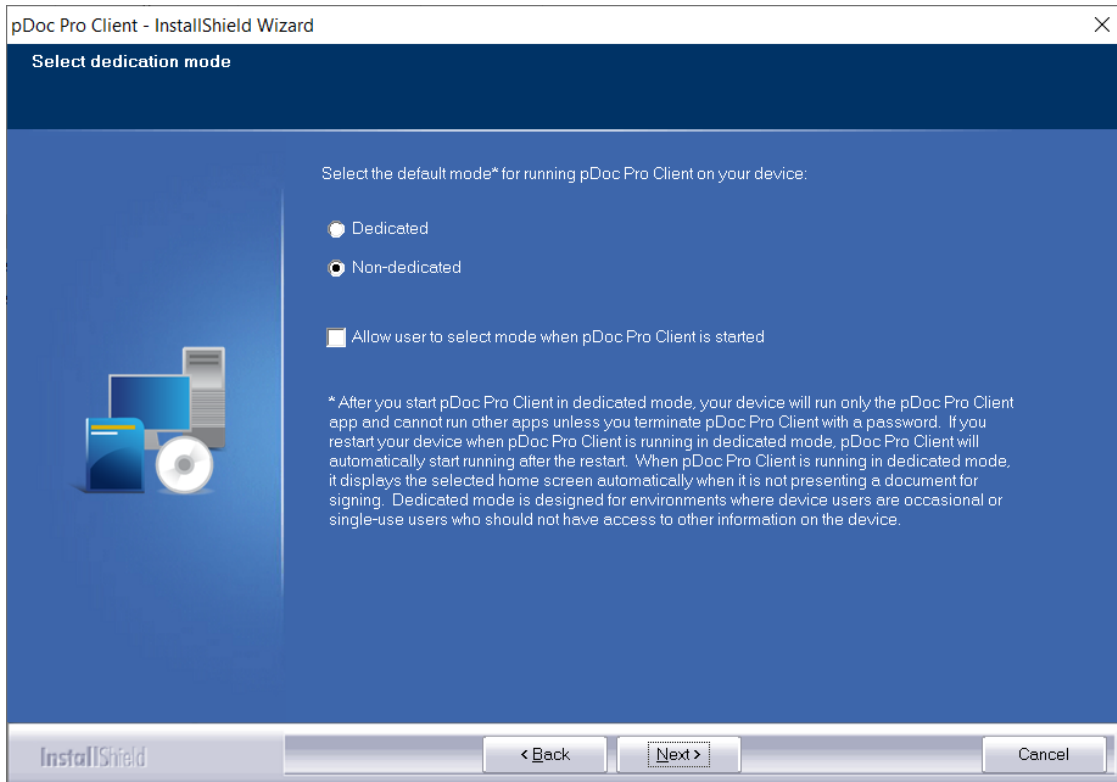 pDoc Pro Client - InstallShield Wizard
Select dedication mode
Select the default mode* for running pDoc Pro Client on your device:
Dedicated
Non-dedicated
Allow user to select mode when pDoc Pro Client is started
* After you start pDoc Pro Client in dedicated mode, your device will run only the pDoc Pro Client
app and cannot run other apps unless you terminate pDoc Pro Client with a password. If you
restart your device when pDoc Pro Client is running in dedicated mode, pDoc Pro Client will
automatically start running after the restart. When pDoc Pro Client is running in dedicated mode,
it displays the selected home screen automatically when it is not presenting a document for
signing. Dedicated mode is designed for environments where device users are occasional or
single-use users who should not have access to other information on the device.
InstallShield
< Back
Next >
Cancel